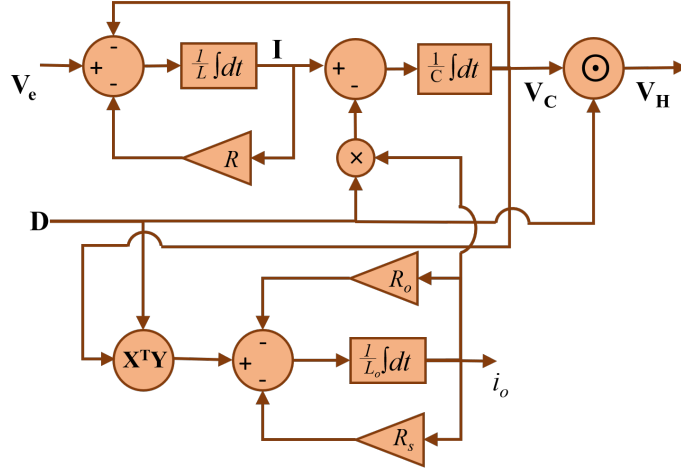 - 
+ 
-
V_e
1/L ∫dt
I
+
-
1/C ∫dt
V_C
⊙
V_H
R
×
D
R_o
X^T Y
-
+
-
1/L_o ∫dt
i_o
R_s